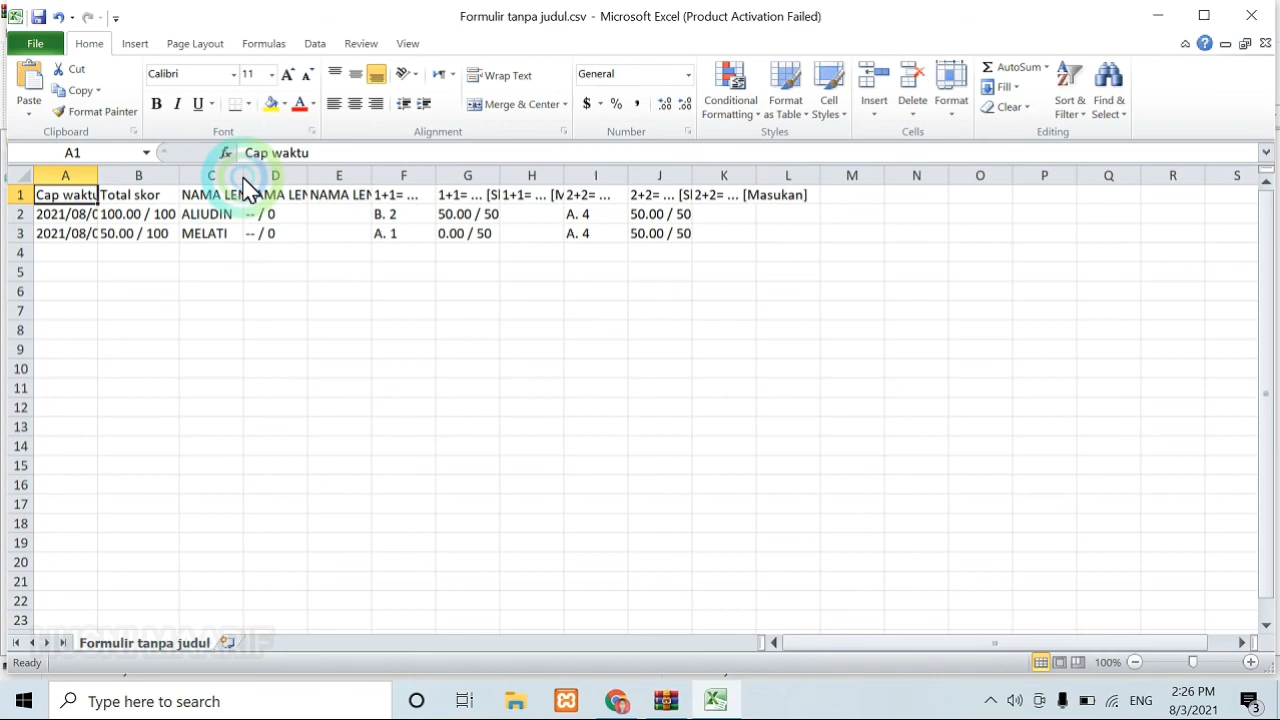 Formulir tanpa judul.csv - Microsoft Excel (Product Activation Failed)
File Home Insert Page Layout Formulas Data Review View
Paste
Cut
Copy
Format Painter
Clipboard
Calibri 11
B I U
Font
Wrap Text
Merge & Center
Alignment
General
$ % ,
Number
Conditional Formatting
Format as Table
Cell Styles
Styles
Insert
Delete
Format
Cells
AutoSum
Fill
Clear
Sort & Filter
Find & Select
Editing
A1 fx Cap waktu
A B C D E F G H I J K L M N O P Q R S
1 Cap waktu Total skor NAMA LEN NAMA LEN 1+1= ... 1+1= ... [S 1+1= ... [M 2+2= ... 2+2= ... [S 2+2= ... [Masukan]
2 2021/08/0 100.00 / 100 ALIUDIN -- / 0 B. 2 50.00 / 50 A. 4 50.00 / 50
3 2021/08/0 50.00 / 100 MELATI -- / 0 A. 1 0.00 / 50 A. 4 50.00 / 50
4
5
6
7
8
9
10
11
12
13
14
15
16
17
18
19
20
21
22
23
Formulir tanpa judul
Ready 100%
Type here to search
ENG
2:26 PM
8/3/2021
3